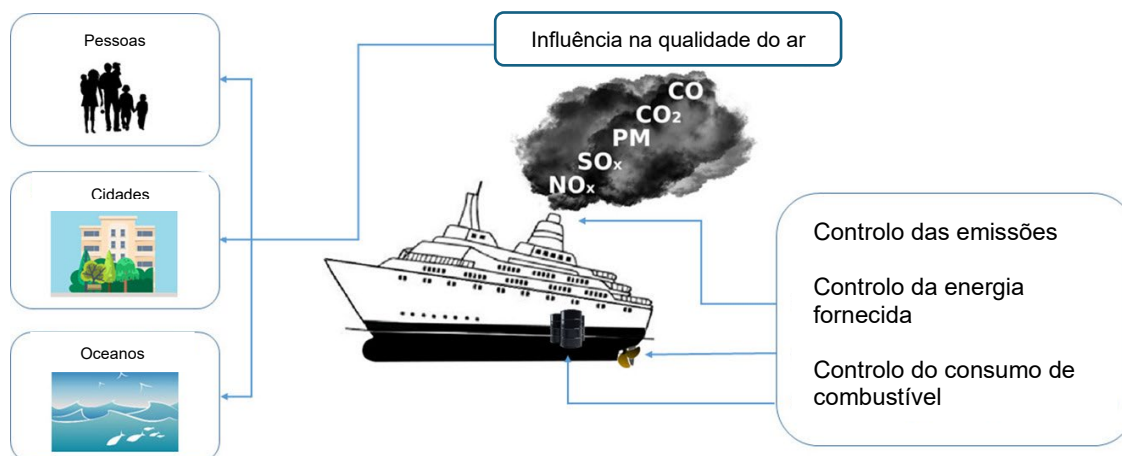 Pessoas
Cidades
Oceanos
Influência na qualidade do ar
CO
CO₂
PM
SOₓ
NOₓ
Controlo das emissões
Controlo da energia
fornecida
Controlo do consumo de
combustível